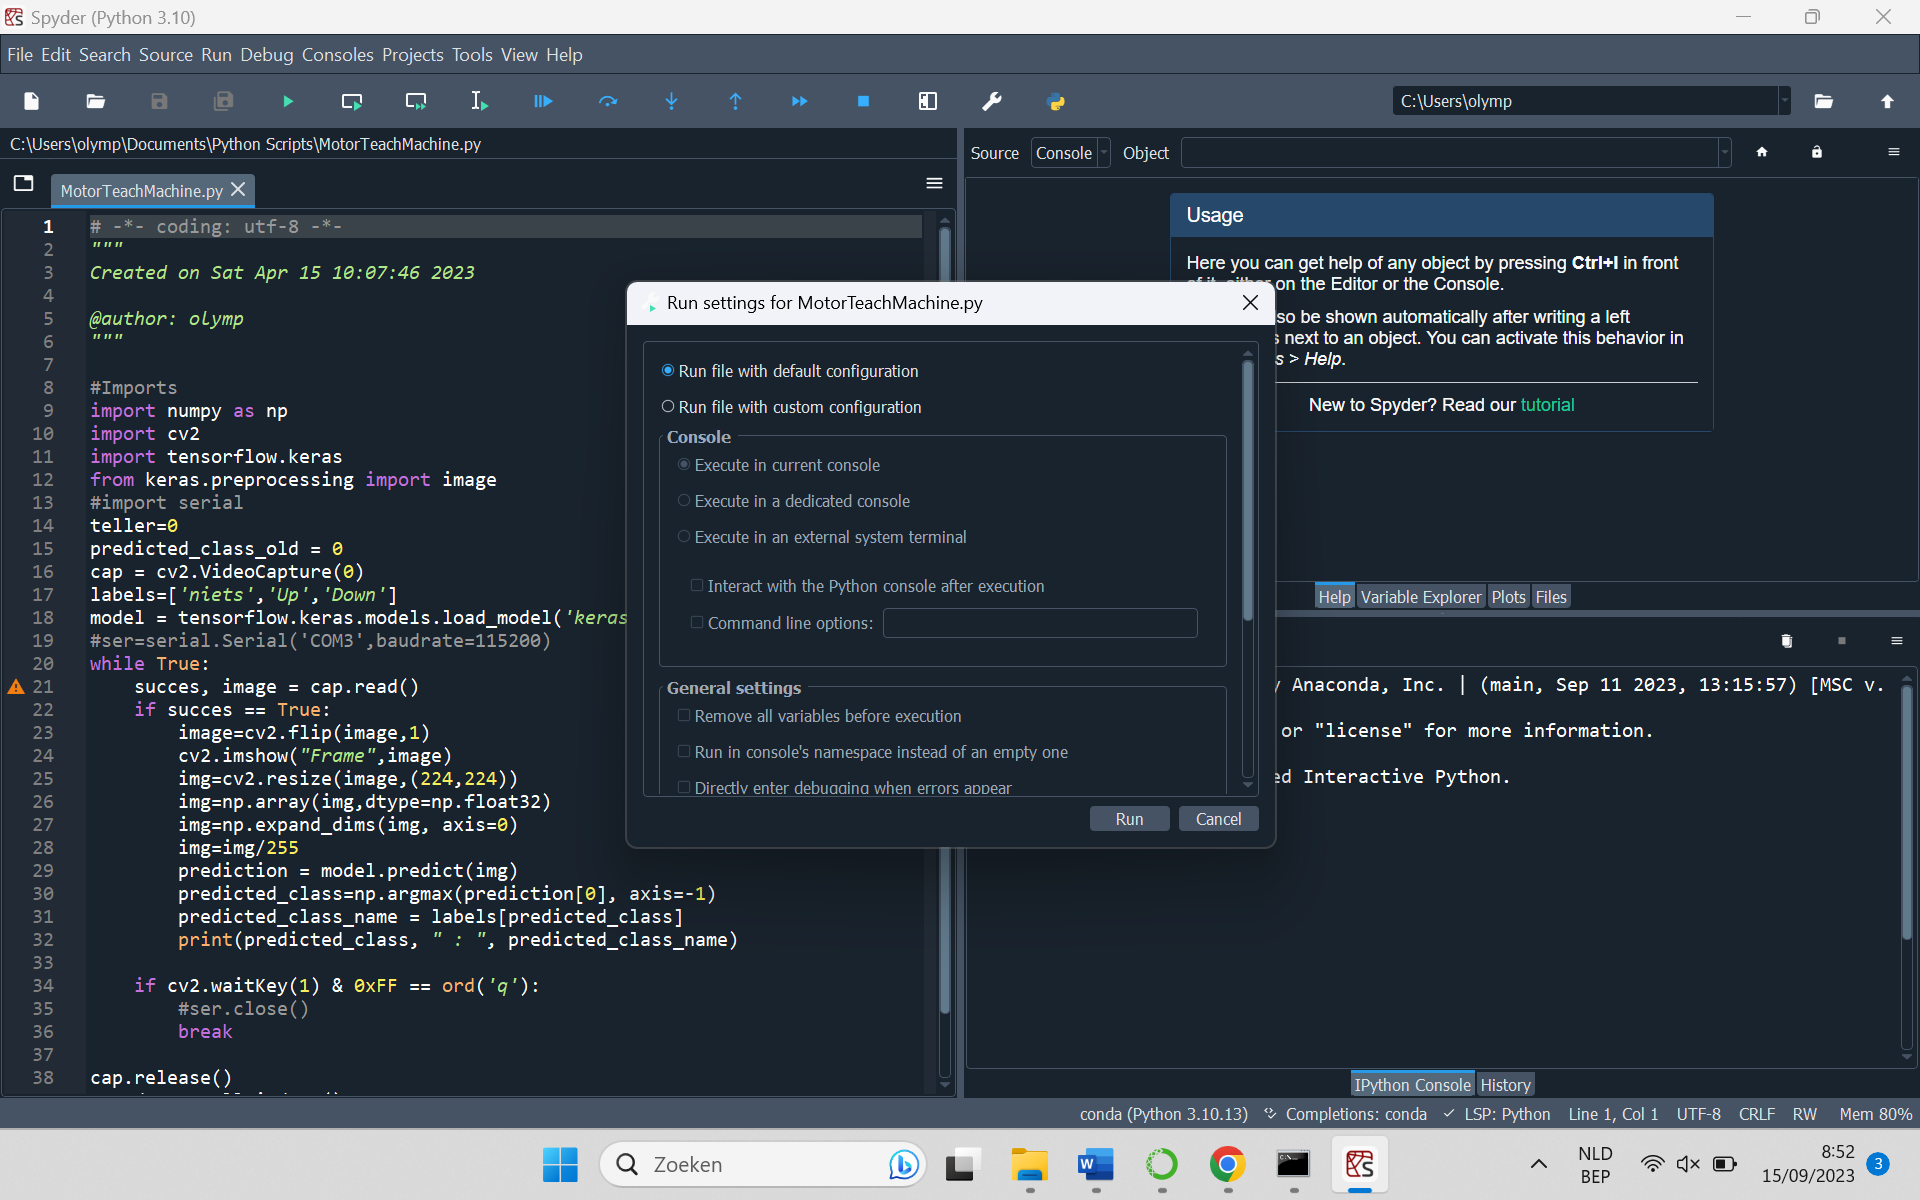 Spyder (Python 3.10)
File Edit Search Source Run Debug Consoles Projects Tools View Help
C:\Users\olymp
C:\Users\olymp\Documents\Python Scripts\MotorTeachMachine.py
MotorTeachMachine.py
1 # -*- coding: utf-8 -*-
2 """
3 Created on Sat Apr 15 10:07:46 2023
4
5 @author: olymp
6 """
7
8 #Imports
9 import numpy as np
10 import cv2
11 import tensorflow.keras
12 from keras.preprocessing import image
13 #import serial
14 teller=0
15 predicted_class_old = 0
16 cap = cv2.VideoCapture(0)
17 labels=['niets','Up','Down']
18 model = tensorflow.keras.models.load_model('keras
19 #ser=serial.Serial('COM3',baudrate=115200)
20 while True:
21 succes, image = cap.read()
22 if succes == True:
23 image=cv2.flip(image,1)
24 cv2.imshow("Frame",image)
25 img=cv2.resize(image,(224,224))
26 img=np.array(img,dtype=np.float32)
27 img=np.expand_dims(img, axis=0)
28 img=img/255
29 prediction = model.predict(img)
30 predicted_class=np.argmax(prediction[0], axis=-1)
31 predicted_class_name = labels[predicted_class]
32 print(predicted_class, " : ", predicted_class_name)
33
34 if cv2.waitKey(1) & 0xFF == ord('q'):
35 #ser.close()
36 break
37
38 cap.release()
Run settings for MotorTeachMachine.py
Run file with default configuration
Run file with custom configuration
Console
Execute in current console
Execute in a dedicated console
Execute in an external system terminal
Interact with the Python console after execution
Command line options:
General settings
Remove all variables before execution
Run in console's namespace instead of an empty one
Directly enter debugging when errors appear
Run Cancel
Source Console Object
Usage
Here you can get help of any object by pressing Ctrl+I in front
on the Editor or the Console.
so be shown automatically after writing a left
next to an object. You can activate this behavior in
> Help.
New to Spyder? Read our tutorial
Help Variable Explorer Plots Files
Anaconda, Inc. | (main, Sep 11 2023, 13:15:57) [MSC v.
or "license" for more information.
ed Interactive Python.
IPython Console History
conda (Python 3.10.13) Completions: conda LSP: Python Line 1, Col 1 UTF-8 CRLF RW Mem 80%
Zoeken
NLD
BEP
8:52
15/09/2023
3